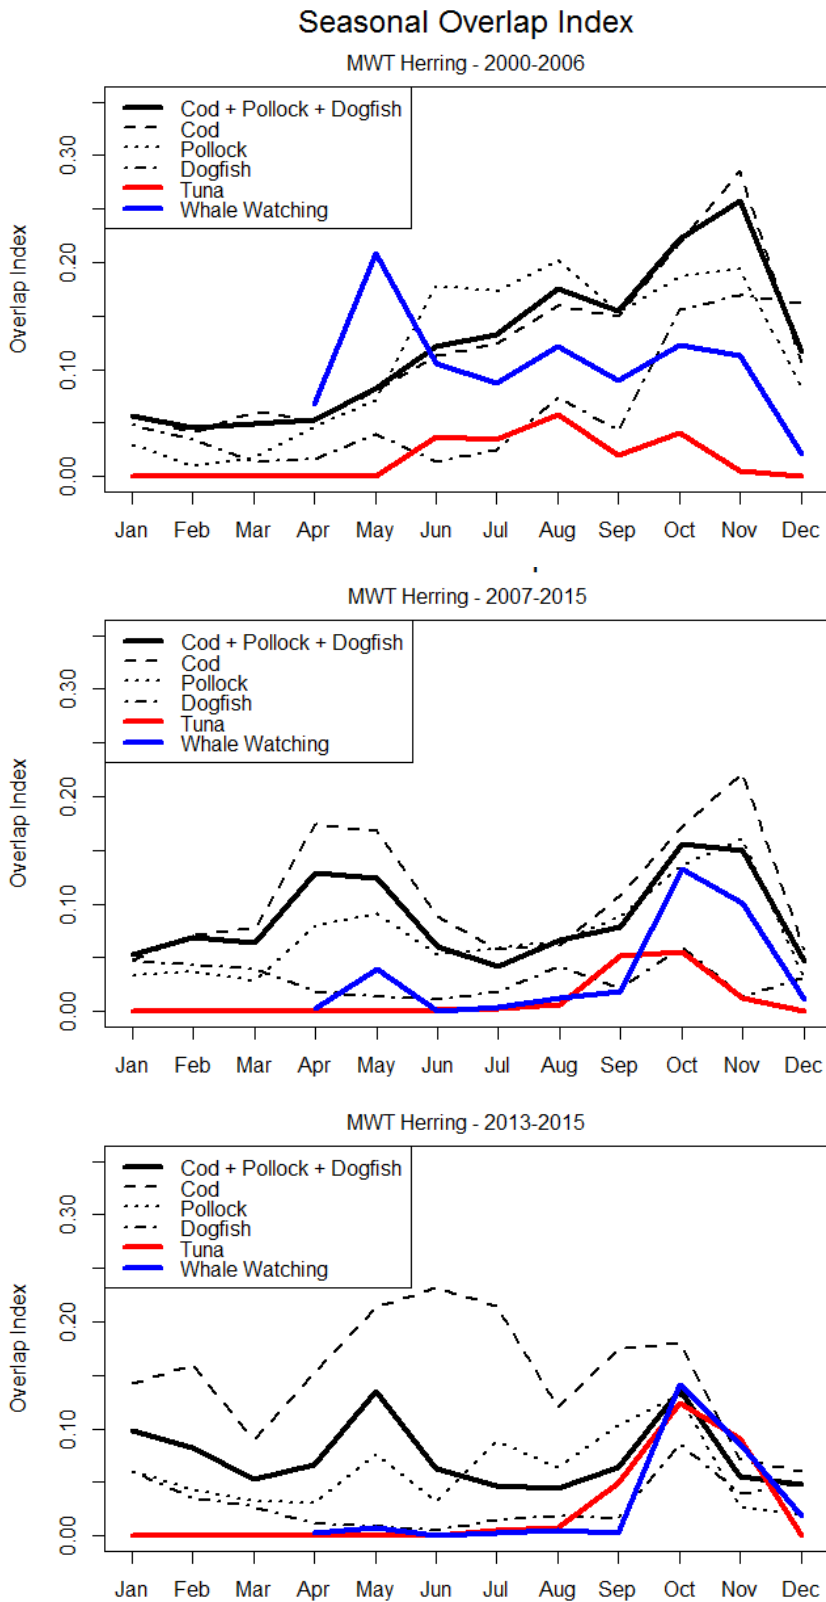 Seasonal Overlap Index
MWT Herring - 2000-2006
Cod + Pollock + Dogfish
Cod
Pollock
Dogfish
Tuna
Whale Watching
Overlap Index
0.30
0.20
0.10
0.00
Jan Feb Mar Apr May Jun Jul Aug Sep Oct Nov Dec
MWT Herring - 2007-2015
Cod + Pollock + Dogfish
Cod
Pollock
Dogfish
Tuna
Whale Watching
Overlap Index
0.30
0.20
0.10
0.00
Jan Feb Mar Apr May Jun Jul Aug Sep Oct Nov Dec
MWT Herring - 2013-2015
Cod + Pollock + Dogfish
Cod
Pollock
Dogfish
Tuna
Whale Watching
Overlap Index
0.30
0.20
0.10
0.00
Jan Feb Mar Apr May Jun Jul Aug Sep Oct Nov Dec